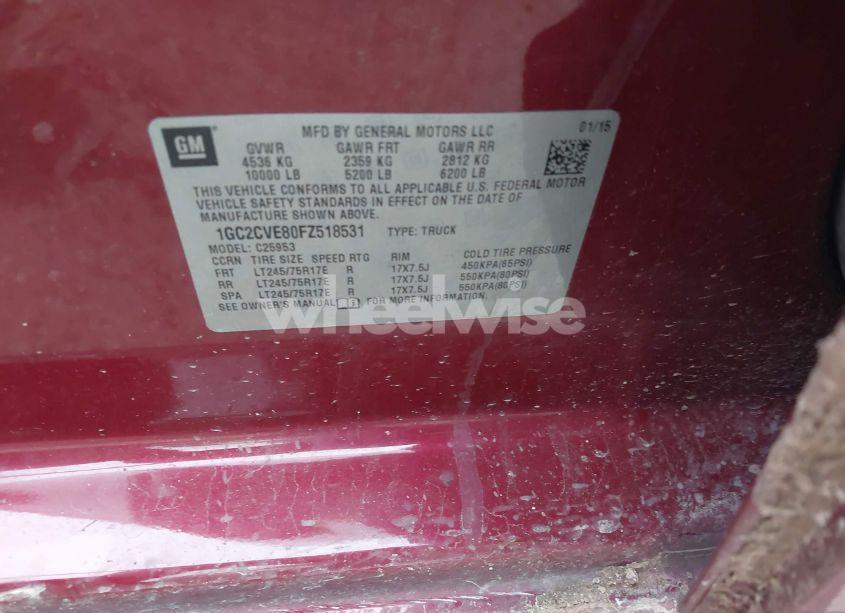 GM
MFD BY GENERAL MOTORS LLC 01/15
GVWR GAWR FRT GAWR RR
4536 KG 2359 KG 2812 KG
10000 LB 5200 LB 6200 LB
THIS VEHICLE CONFORMS TO ALL APPLICABLE U.S. FEDERAL MOTOR
VEHICLE SAFETY STANDARDS IN EFFECT ON THE DATE OF
MANUFACTURE SHOWN ABOVE.
1GC2CVE80FZ518531 TYPE: TRUCK
MODEL: C25953
CCRN TIRE SIZE SPEED RTG RIM COLD TIRE PRESSURE
FRT LT245/75R17E R 17X7.5J 450KPA(65PSI)
RR LT245/75R17E R 17X7.5J 550KPA(80PSI)
SPA LT245/75R17E R 17X7.5J 550KPA(80PSI)
SEE OWNER'S MANUAL FOR MORE INFORMATION.
wheelwise